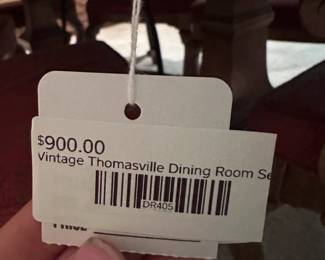 $900.00
Vintage Thomasville Dining Room Se
DR405